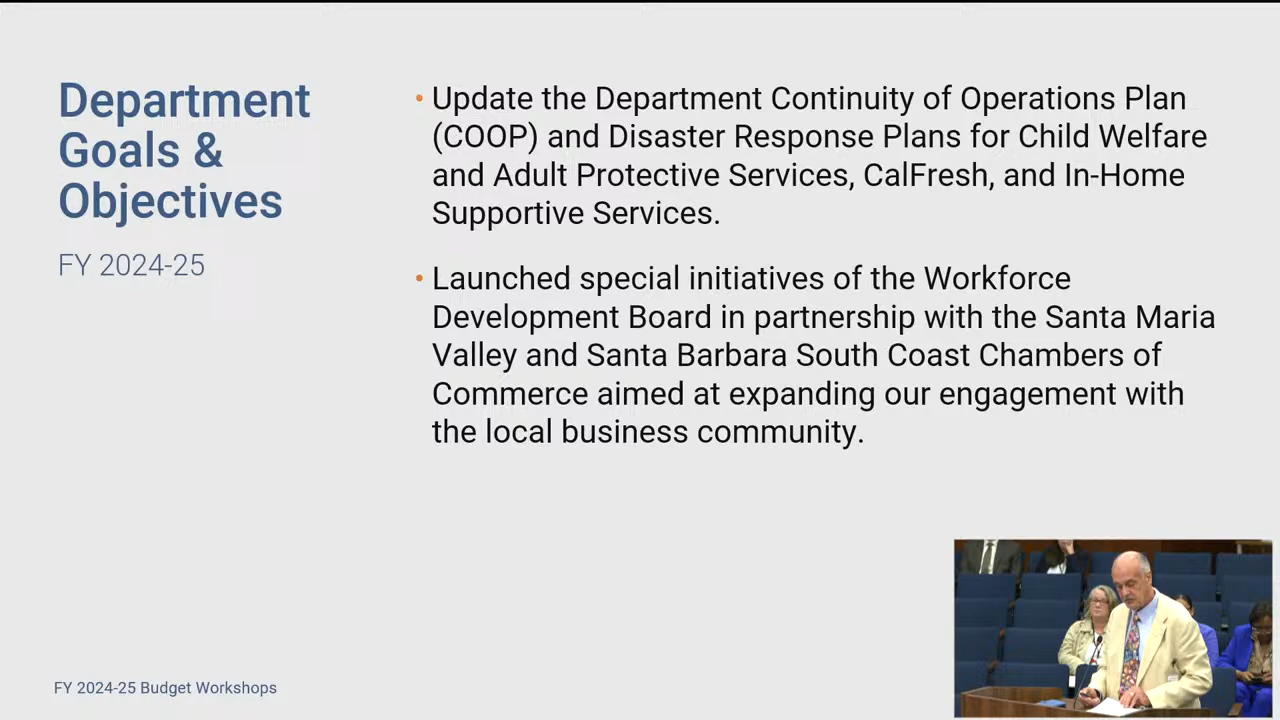 Department
Goals &
Objectives
FY 2024-25
• Update the Department Continuity of Operations Plan
(COOP) and Disaster Response Plans for Child Welfare
and Adult Protective Services, CalFresh, and In-Home
Supportive Services.
• Launched special initiatives of the Workforce
Development Board in partnership with the Santa Maria
Valley and Santa Barbara South Coast Chambers of
Commerce aimed at expanding our engagement with
the local business community.
FY 2024-25 Budget Workshops